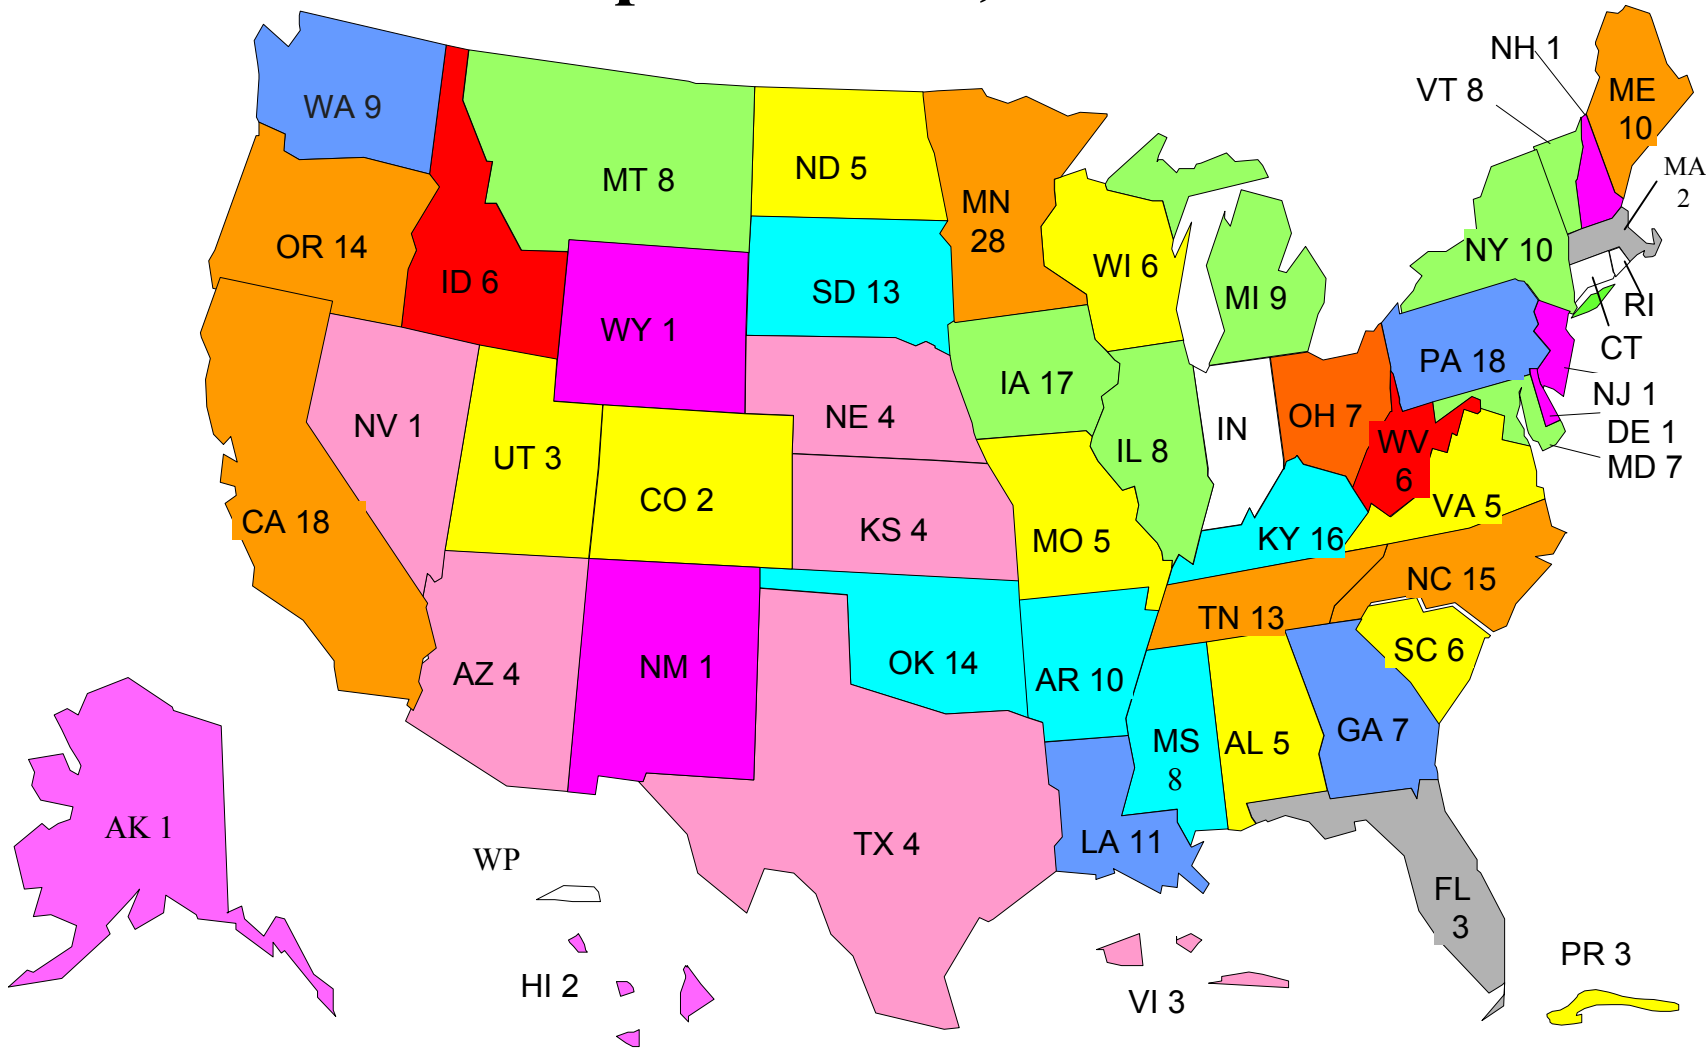 NH 1
VT 8
ME
10
WA 9
MT 8
ND 5
MN
28
MA
2
OR 14
ID 6
SD 13
WI 6
MI 9
NY 10
RI
WY 1
CT
PA 18
NV 1
NE 4
IA 17
IL 8
IN
OH 7
NJ 1
DE 1
MD 7
WV
6
UT 3
CO 2
KS 4
MO 5
KY 16
VA 5
CA 18
NC 15
TN 13
SC 6
AZ 4
NM 1
OK 14
AR 10
MS
8
AL 5
GA 7
AK 1
WP
TX 4
LA 11
FL
3
HI 2
VI 3
PR 3